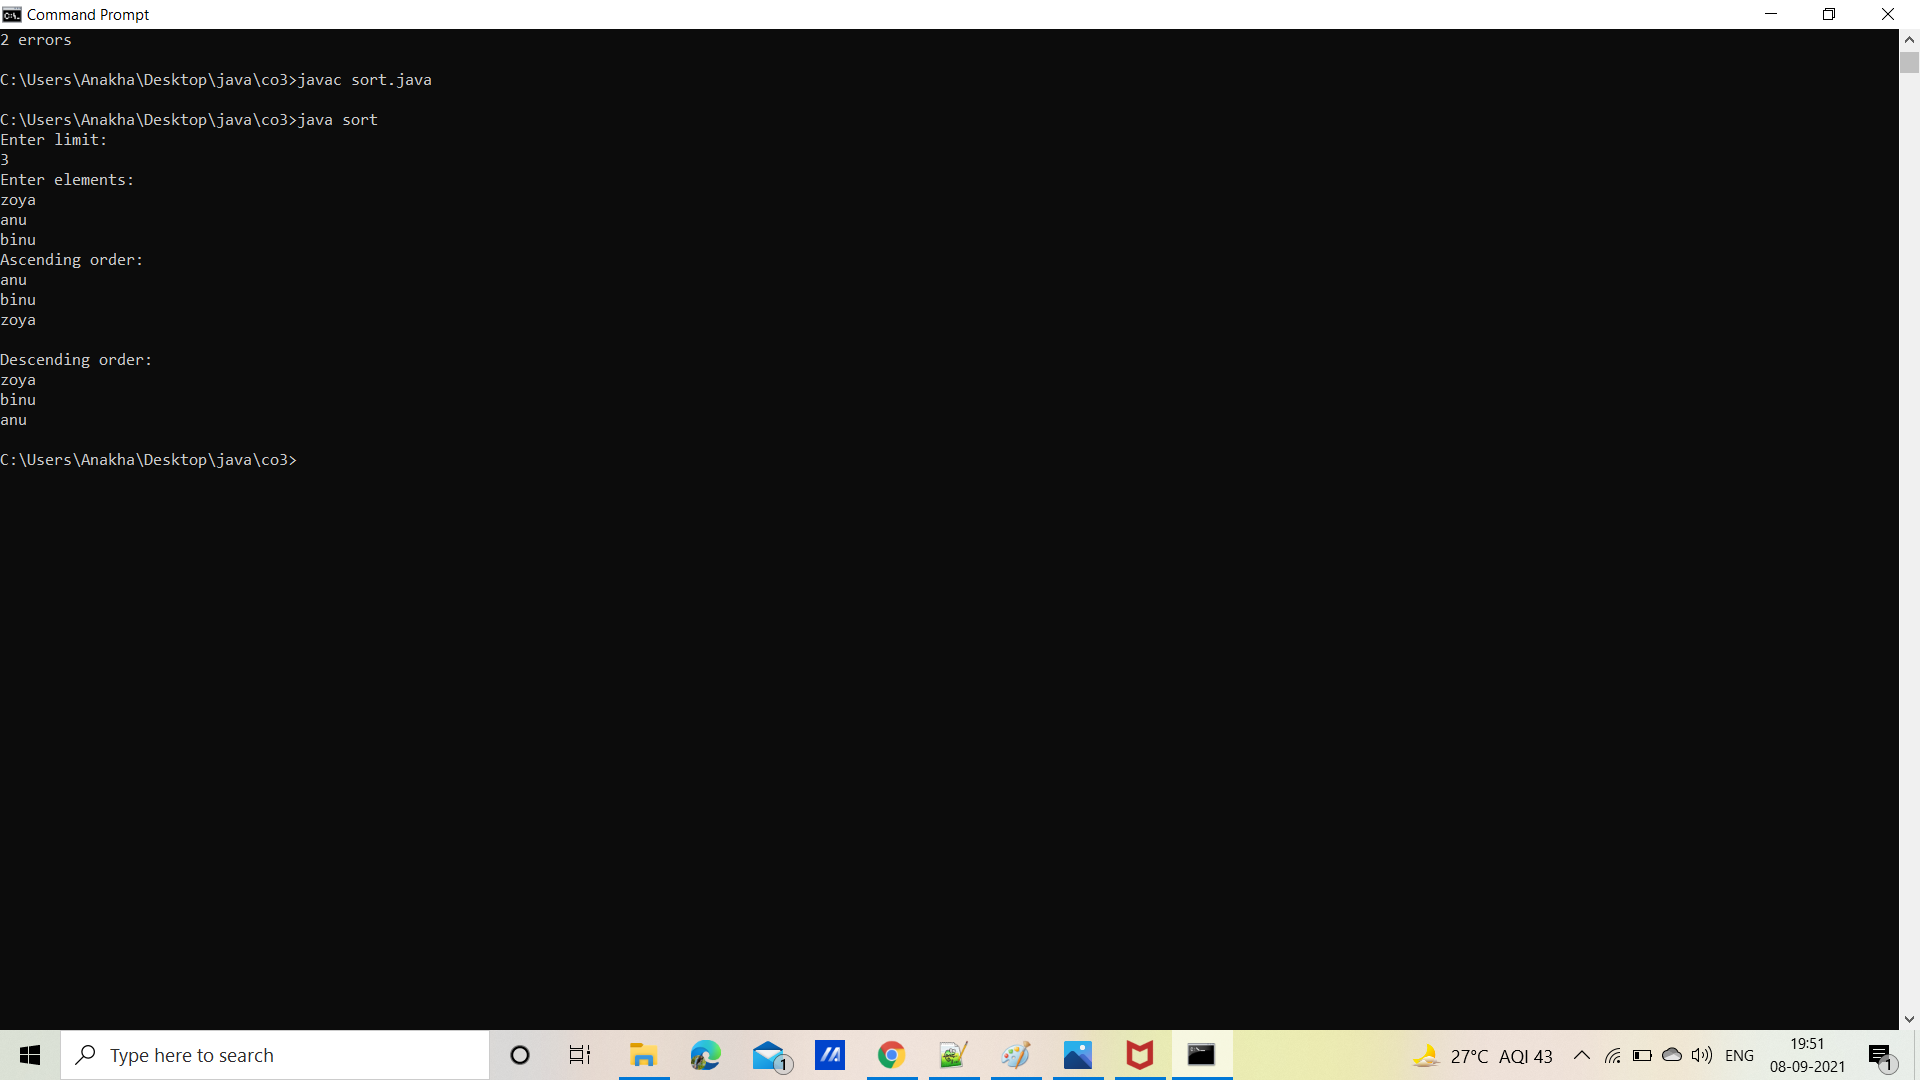 Command Prompt
2 errors
C:\Users\Anakha\Desktop\java\co3>javac sort.java
C:\Users\Anakha\Desktop\java\co3>java sort
Enter limit:
3
Enter elements:
zoya
anu
binu
Ascending order:
anu
binu
zoya
Descending order:
zoya
binu
anu
C:\Users\Anakha\Desktop\java\co3>
Type here to search
1
27°C AQI 43
ENG
19:51
08-09-2021
1